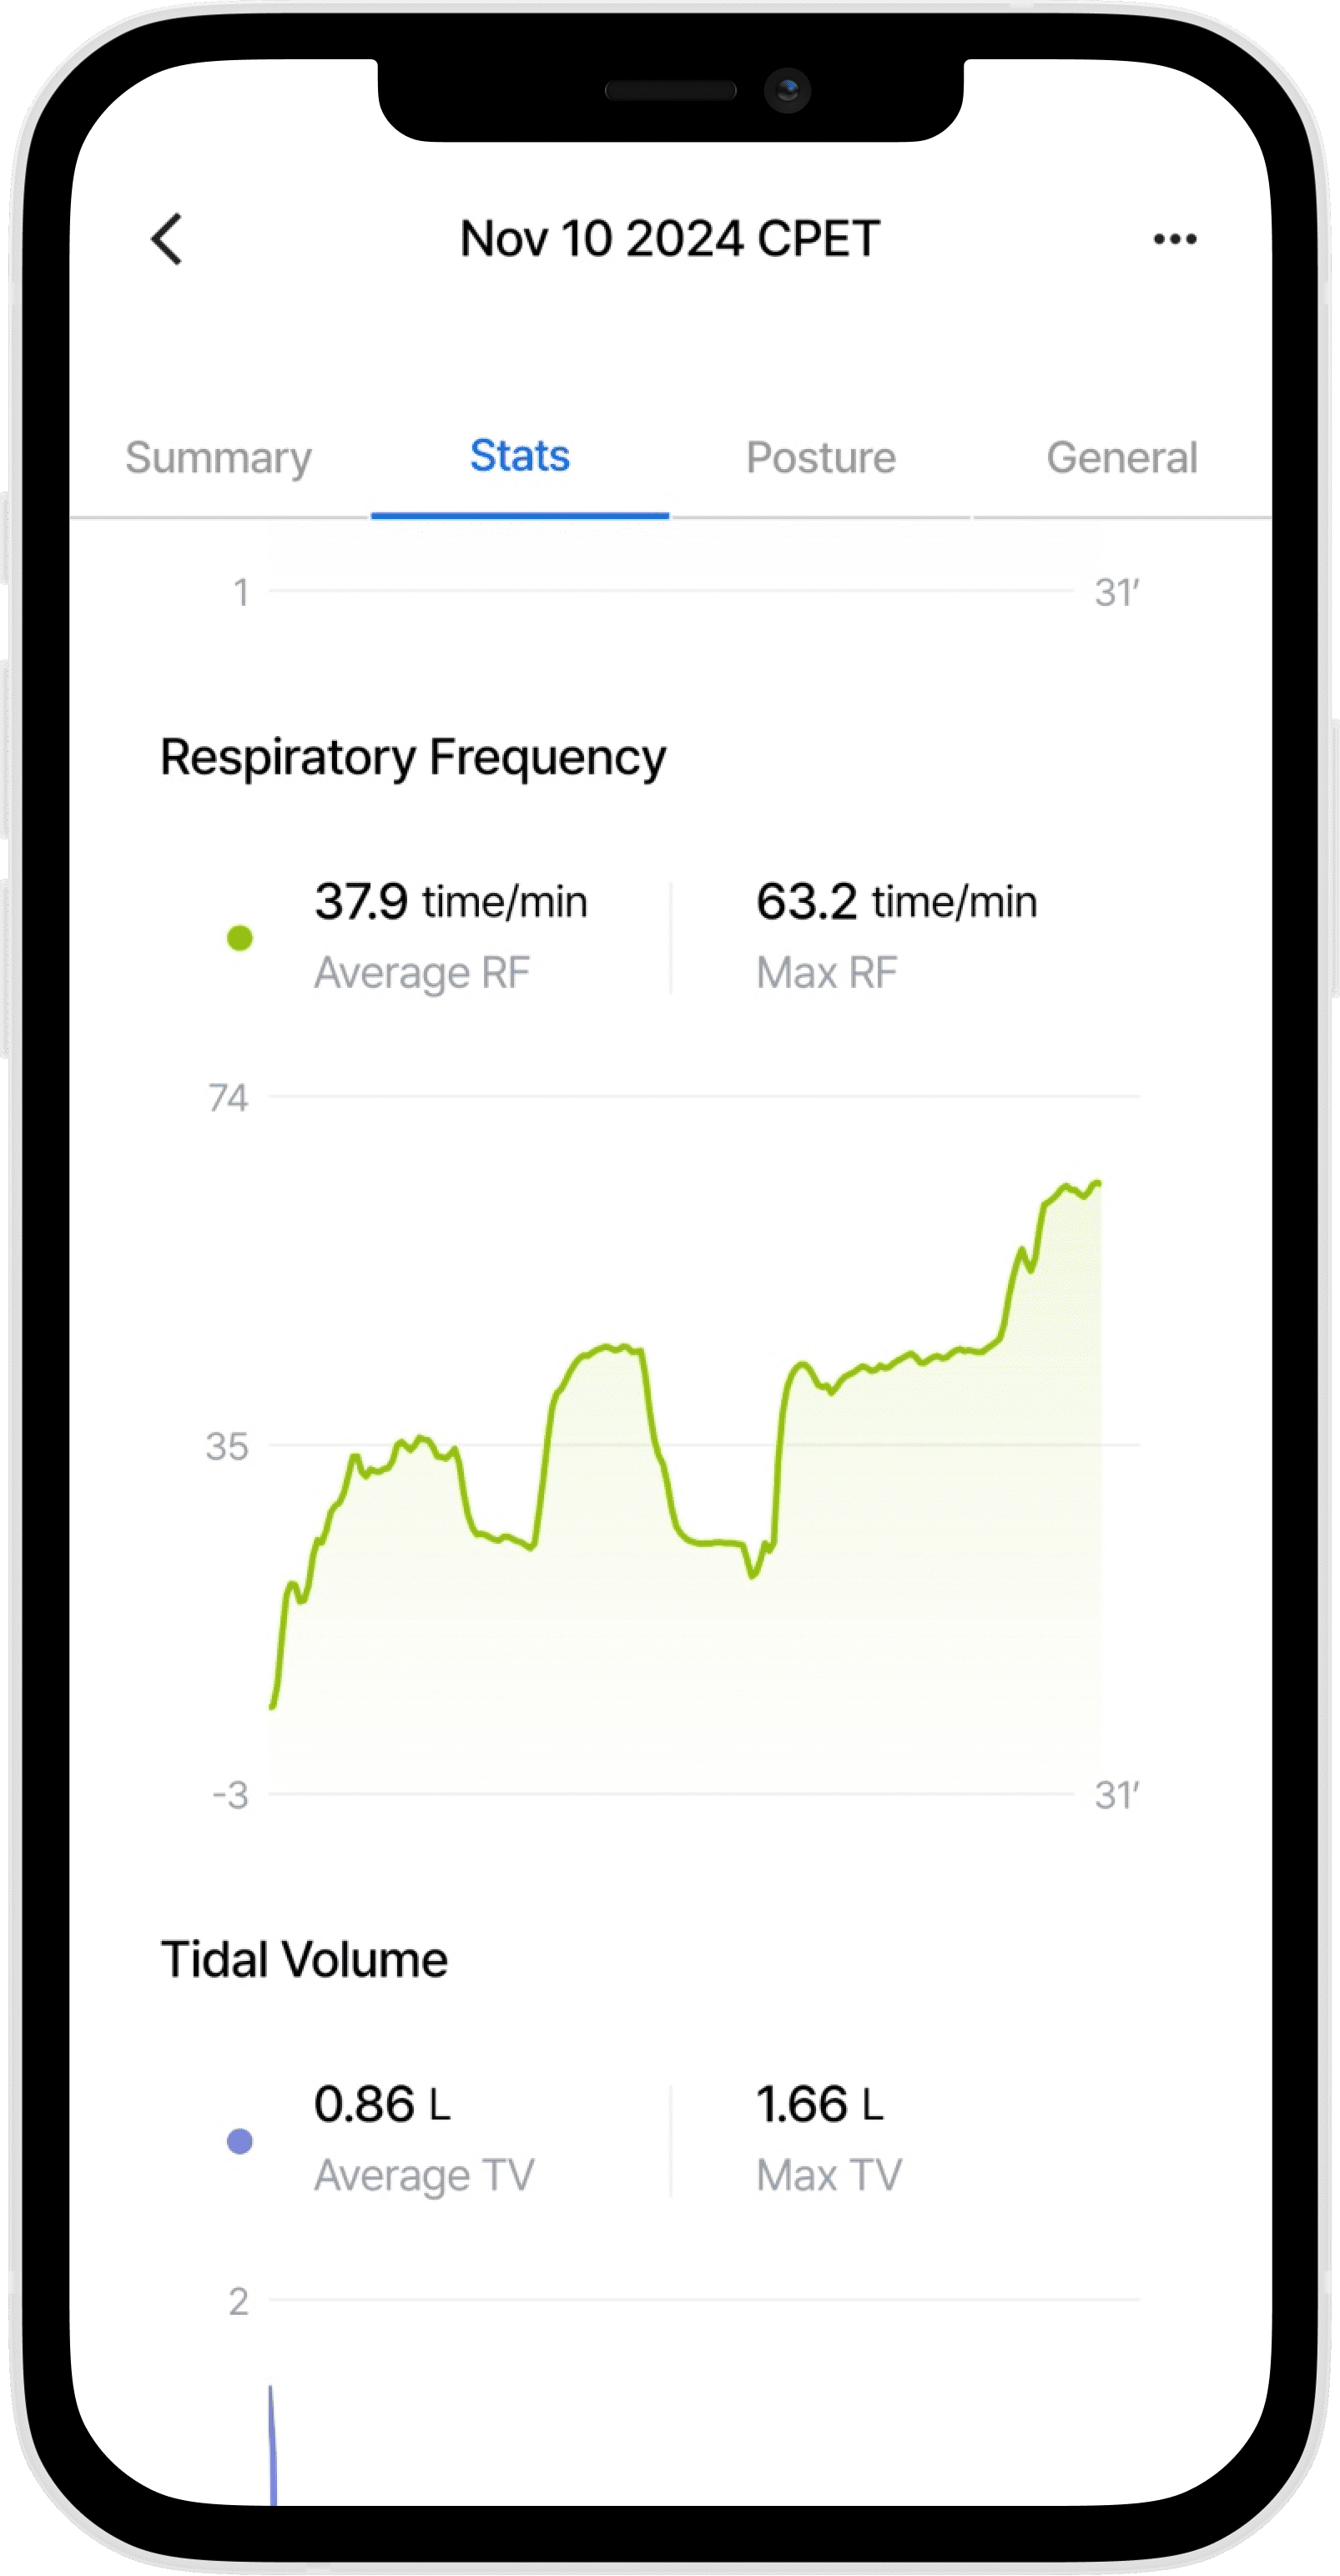 Nov 10 2024 CPET
Summary Stats Posture General
1 31′
Respiratory Frequency
37.9 time/min 63.2 time/min
Average RF Max RF
74
35
-3 31′
Tidal Volume
0.86 L 1.66 L
Average TV Max TV
2